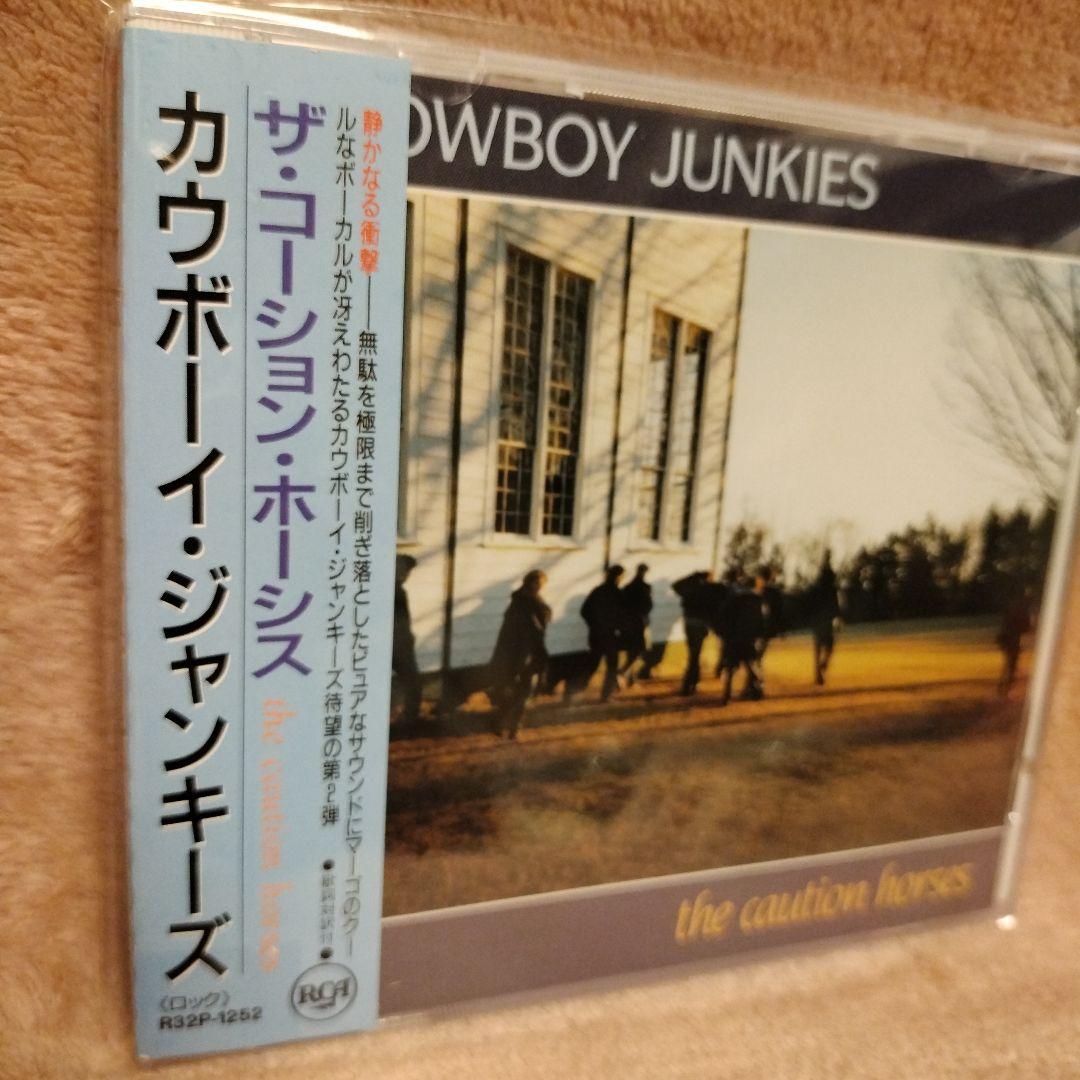 カウボーイ・ジャンキーズ
ザ・コーション・ホーシス
the caution horses
静かなる衝撃──無駄を極限まで削ぎ落としたピュアなサウンドにマーゴのクー
ルなボーカルが冴えわたるカウボーイ・ジャンキーズ待望の第2弾
●歌詞対訳付●
〈ロック〉
R32P-1252
RCA
OWBOY JUNKIES
the caution horses